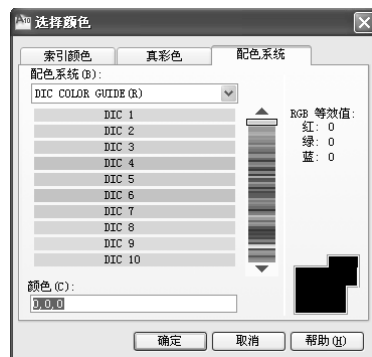 选择颜色
索引颜色 真彩色 配色系统
配色系统(B):
DIC COLOR GUIDE(R)
DIC 1
DIC 2
DIC 3
DIC 4
DIC 5
DIC 6
DIC 7
DIC 8
DIC 9
DIC 10
RGB 等效值:
红: 0
绿: 0
蓝: 0
颜色(C):
0,0,0
确定 取消 帮助(H)